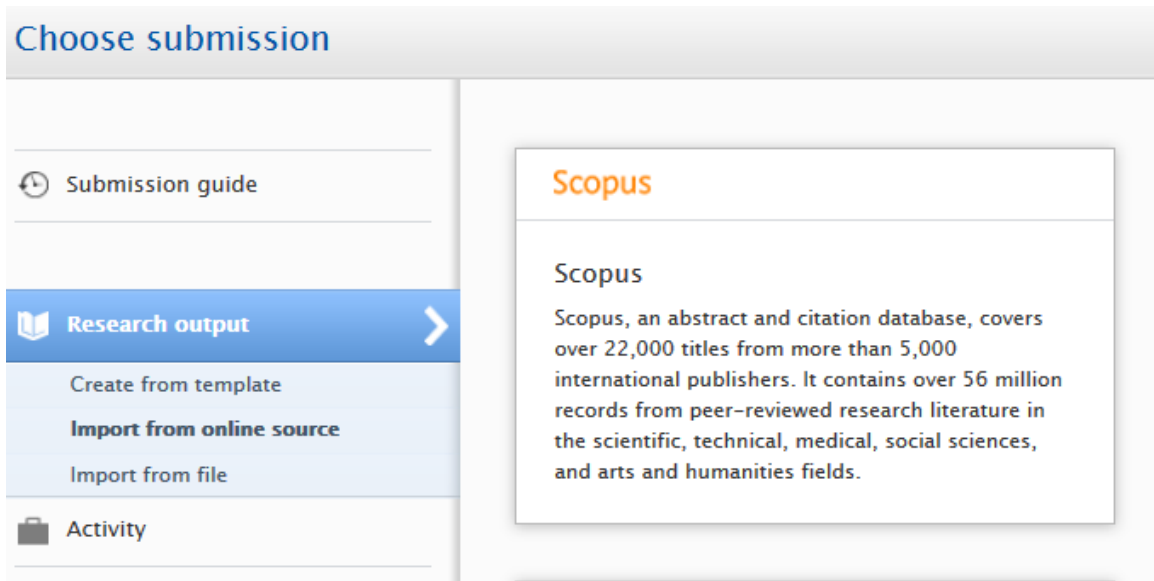 Choose submission
Submission guide
Research output
Create from template
Import from online source
Import from file
Activity
Scopus
Scopus
Scopus, an abstract and citation database, covers
over 22,000 titles from more than 5,000
international publishers. It contains over 56 million
records from peer-reviewed research literature in
the scientific, technical, medical, social sciences,
and arts and humanities fields.